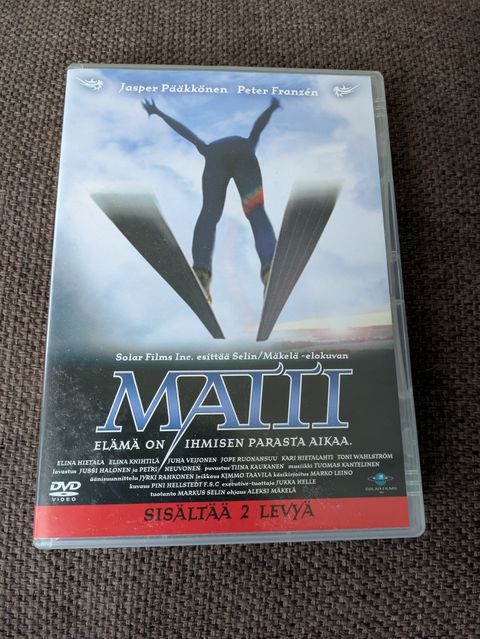 Jasper Pääkkönen Peter Franzén
Solar Films Inc. esittää Selin/Mäkelä -elokuvan
MATTI
ELÄMÄ ON IHMISEN PARASTA AIKAA.
ELINA HIETALA ELINA KNIHTILÄ JUHA VEIJONEN JOPE RUONANSUU KARI HIETALAHTI TONI WAHLSTRÖM
lavastus JUSSI HALONEN ja PETRI NEUVONEN puvustus TIINA KAUKANEN musiikki TUOMAS KANTELINEN
äänisuunnittelu JYRKI RAHKONEN leikkaus KIMMO TAAVILA käsikirjoitus MARKO LEINO
kuvaus PINI HELLSTEDT F.S.C executive-tuottaja JUKKA HELLE
tuotanto MARKUS SELIN ohjaus ALEKSI MÄKELÄ
DVD
VIDEO
SOLAR FILMS
SISÄLTÄÄ 2 LEVYÄ